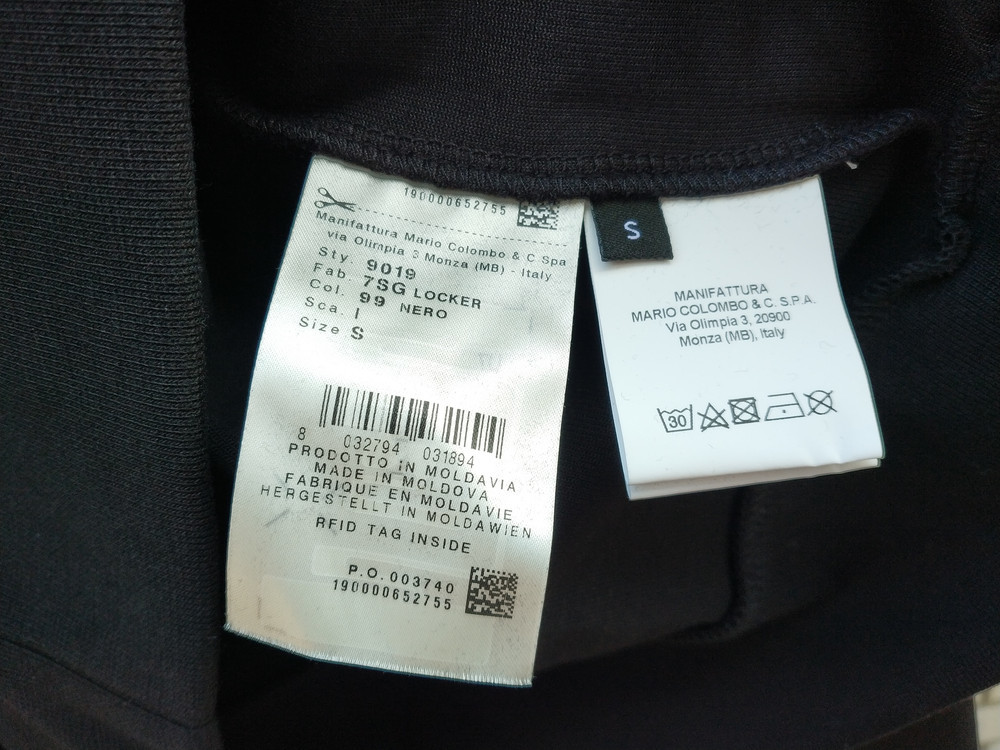 190000652755
Manifattura Mario Colombo & C Spa
via Olimpia 3 Monza (MB) - Italy
Sty. 9019
Fab. 7SG LOCKER
Col. 99 NERO
Sca. I
Size S
8 032794 031894
PRODOTTO IN MOLDAVIA
MADE IN MOLDOVA
FABRIQUE EN MOLDAVIE
HERGESTELLT IN MOLDAWIEN
RFID TAG INSIDE
P.O. 003740
190000652755
S
MANIFATTURA
MARIO COLOMBO & C. S.P.A.
Via Olimpia 3, 20900
Monza (MB), Italy
30